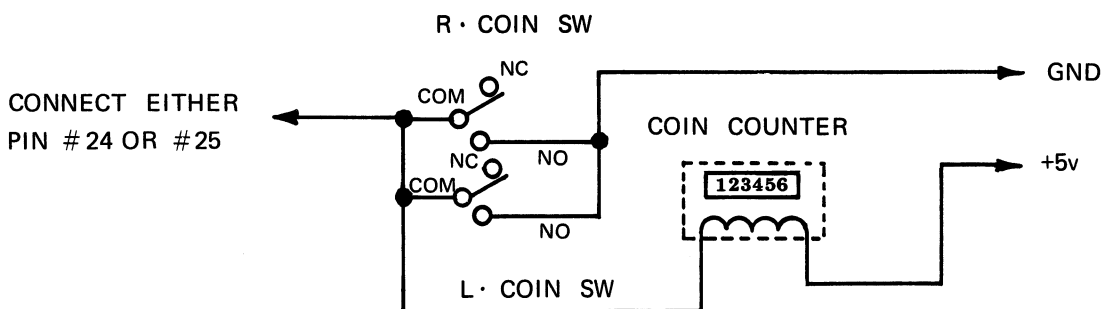 R · COIN SW
NC
GND
COM
CONNECT EITHER
PIN #24 OR #25
COIN COUNTER
NO
NC
+5v
COM
123456
NO
L · COIN SW